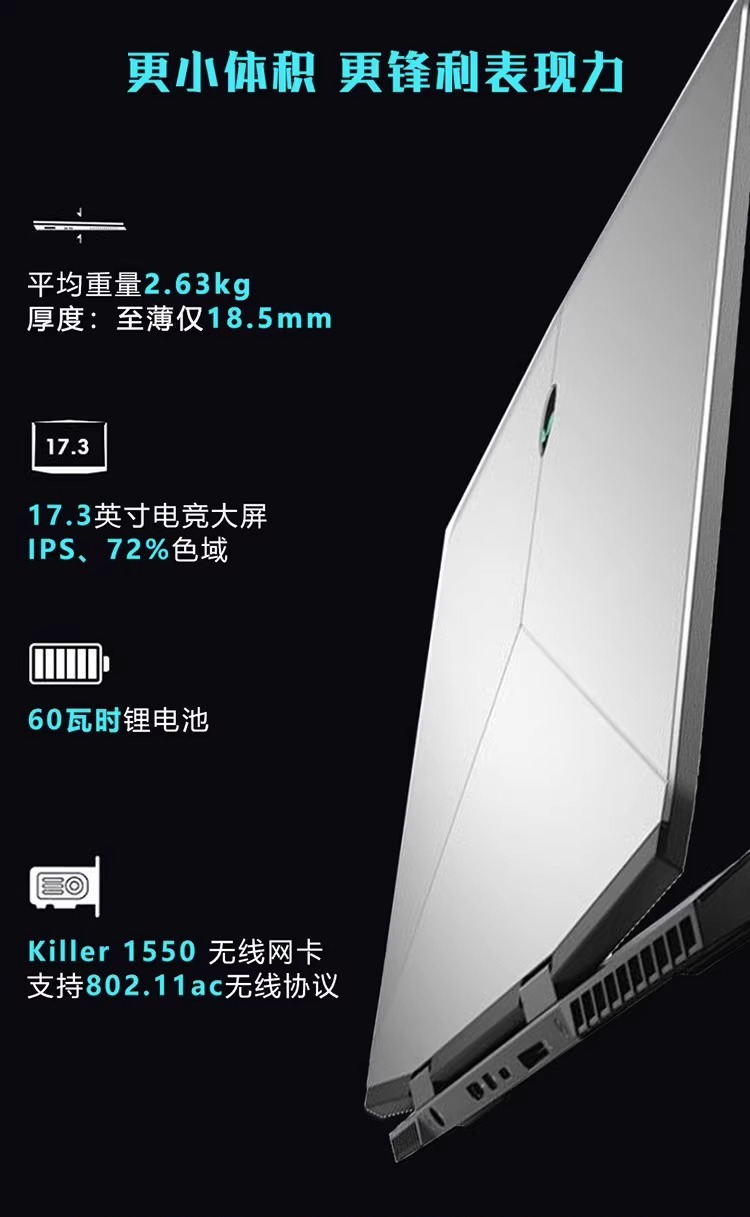 更小体积 更锋利表现力
平均重量2.63kg
厚度：至薄仅18.5mm
17.3
17.3英寸电竞大屏
IPS、72%色域
60瓦时锂电池
Killer 1550 无线网卡
支持802.11ac无线协议